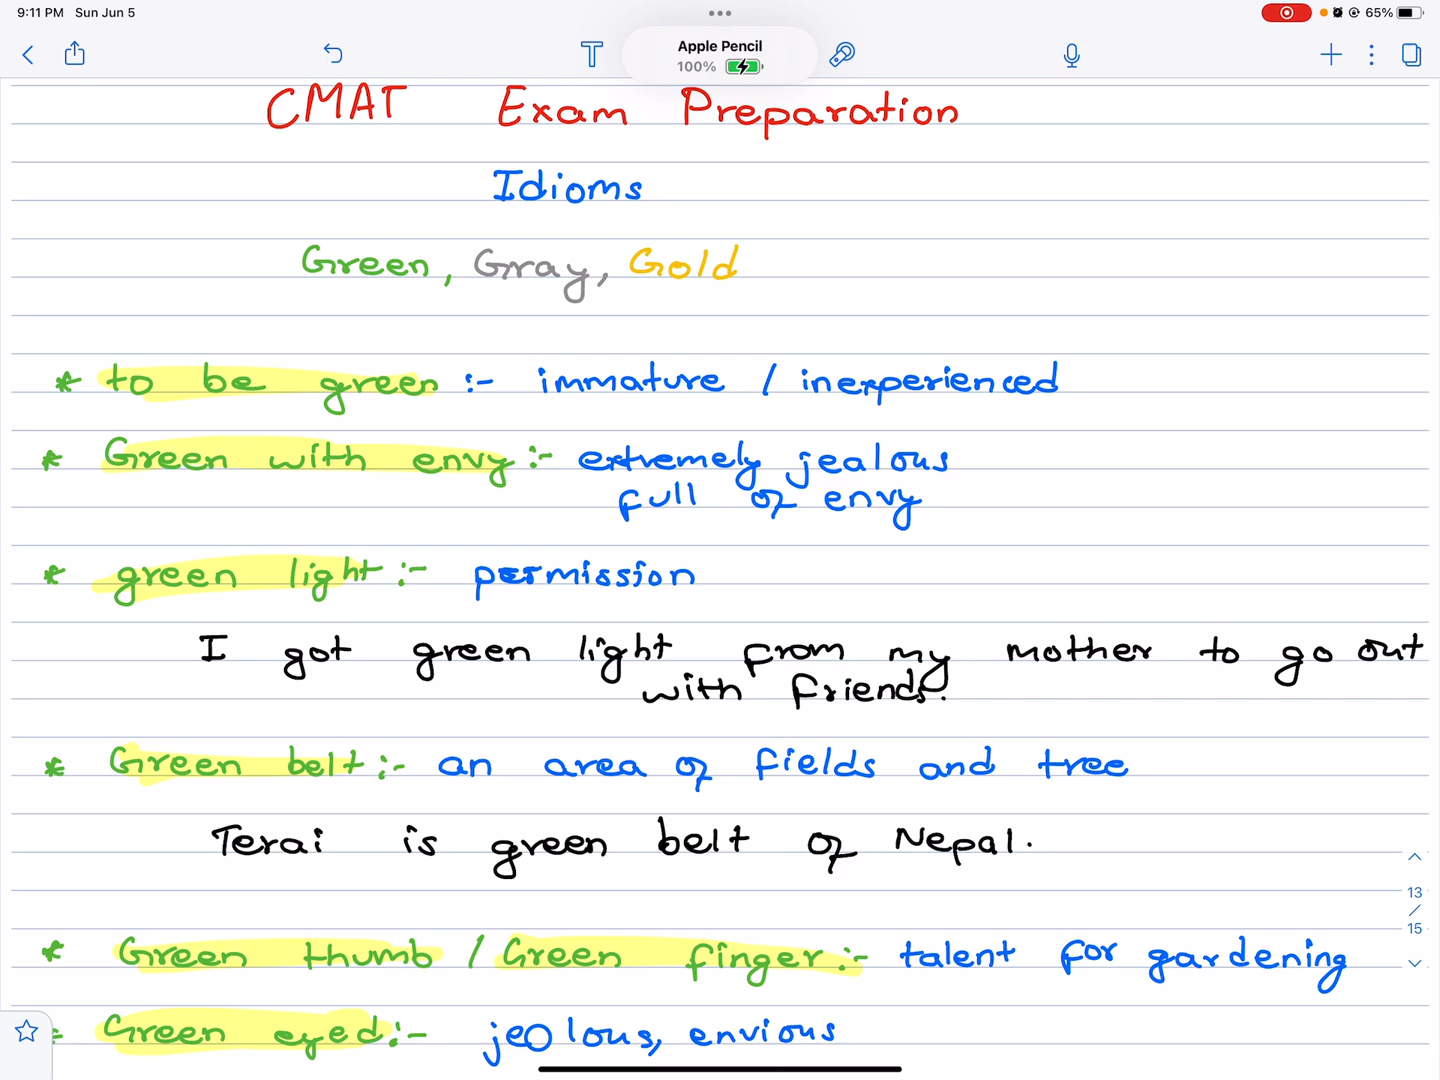 9:11 PM Sun Jun 5
65%
Apple Pencil
100%
CMAT Exam Preparation
Idioms
Green, Gray, Gold
* to be green :- immature / inexperienced
* Green with envy :- extremely jealous
full of envy
* green light :- permission
I got green light from my mother to go out
with friends.
* Green belt :- an area of fields and tree
Terai is green belt of Nepal.
13
/
15
* Green thumb / Green finger :- talent for gardening
* Green eyed :- jealous, envious